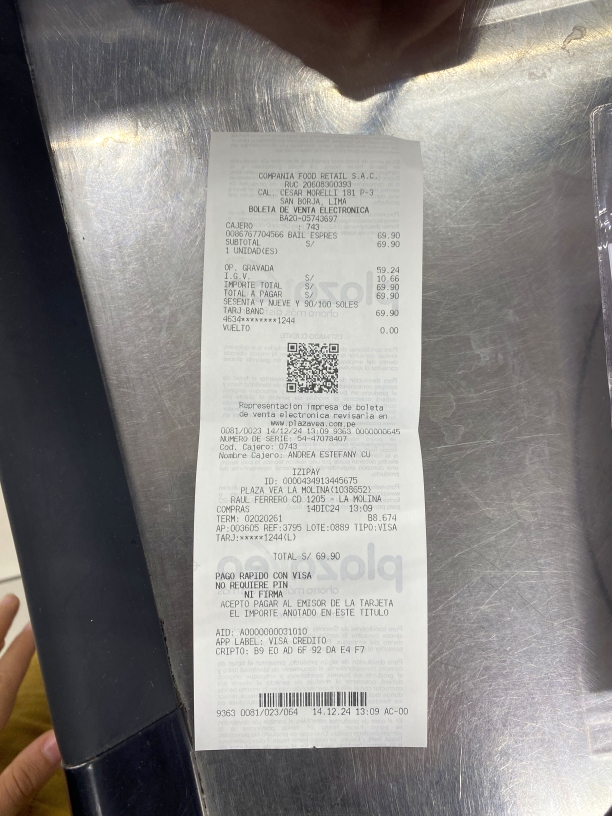 COMPANIA FOOD RETAIL S.A.C.
RUC 20608300393
CAL. CESAR MORELLI 181 P-3
SAN BORJA, LIMA
BOLETA DE VENTA ELECTRONICA
BA20-05743697
CAJERO : 743
0086767704566 BAIL ESPRES 69.90
SUBTOTAL S/ 69.90
1 UNIDAD(ES)
OP. GRAVADA 59.24
I.G.V. S/ 10.66
IMPORTE TOTAL S/ 69.90
TOTAL A PAGAR S/ 69.90
SESENTA Y NUEVE Y 90/100 SOLES
TARJ BANC 69.90
4634********1244
VUELTO 0.00
Representacion impresa de boleta
de venta electronica revisarla en
www.plazavea.com.pe
0081/0023 14/12/24 13:09 9363 0000000645
NUMERO DE SERIE: 54-47078407
Cod. Cajero: 0743
Nombre Cajero: ANDREA ESTEFANY CU
IZIPAY
ID: 0000434913445675
PLAZA VEA LA MOLINA(1038652)
RAUL FERRERO CD 1205 - LA MOLINA
COMPRAS 14DIC24 13:09
TERM: 02020261 B8.674
AP:003605 REF:3795 LOTE:0889 TIPO:VISA
TARJ:*****1244(L)
TOTAL S/ 69.90
PAGO RAPIDO CON VISA
NO REQUIERE PIN
NI FIRMA
ACEPTO PAGAR AL EMISOR DE LA TARJETA
EL IMPORTE ANOTADO EN ESTE TITULO
AID: A0000000031010
APP LABEL: VISA CREDITO
CRIPTO: B9 E0 AD 6F 92 DA E4 F7
9363 0081/023/064 14.12.24 13:09 AC-00